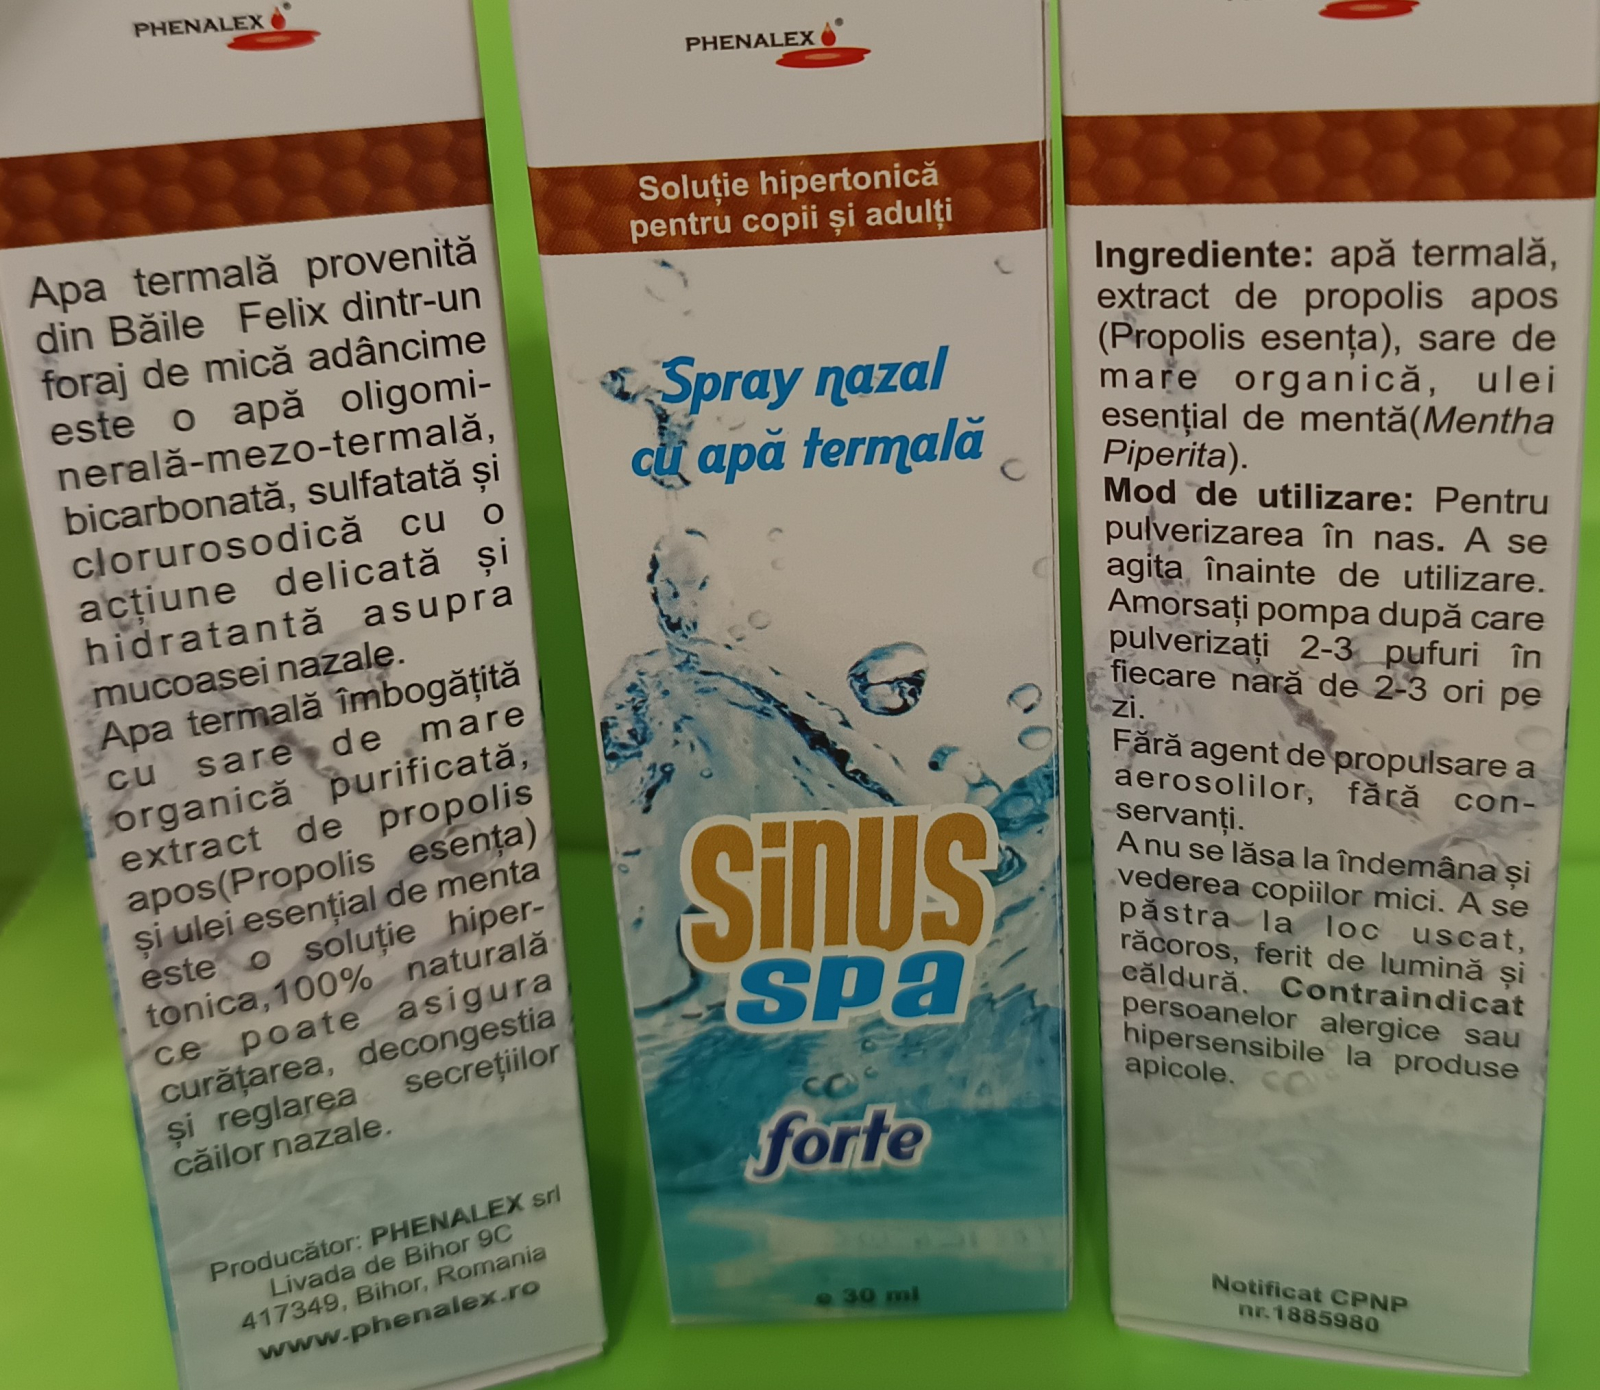 PHENALEX
Apa termală provenită
din Băile Felix dintr-un
foraj de mică adâncime
este o apă oligomi-
nerală-mezo-termală,
bicarbonată, sulfatată și
clorurosodică cu o
acțiune delicată și
hidratantă asupra
mucoasei nazale.
Apa termală îmbogățită
cu sare de mare
organică purificată,
extract de propolis
apos(Propolis esența)
și ulei esențial de menta
este o soluție hiper-
tonica,100% naturală
ce poate asigura
curățarea, decongestia
și reglarea secrețiilor
căilor nazale.
Producător: PHENALEX srl
Livada de Bihor 9C
417349, Bihor, Romania
www.phenalex.ro
PHENALEX
Soluție hipertonică
pentru copii și adulți
Spray nazal
cu apă termală
sinus
spa
forte
e 30 ml
Ingrediente: apă termală,
extract de propolis apos
(Propolis esența), sare de
mare organică, ulei
esențial de mentă(Mentha
Piperita).
Mod de utilizare: Pentru
pulverizarea în nas. A se
agita înainte de utilizare.
Amorsați pompa după care
pulverizați 2-3 pufuri în
fiecare nară de 2-3 ori pe
zi.
Fără agent de propulsare a
aerosolilor, fără con-
servanți.
A nu se lăsa la îndemâna și
vederea copiilor mici. A se
păstra la loc uscat,
răcoros, ferit de lumină și
căldură. Contraindicat
persoanelor alergice sau
hipersensibile la produse
apicole.
Notificat CPNP
nr.1885980